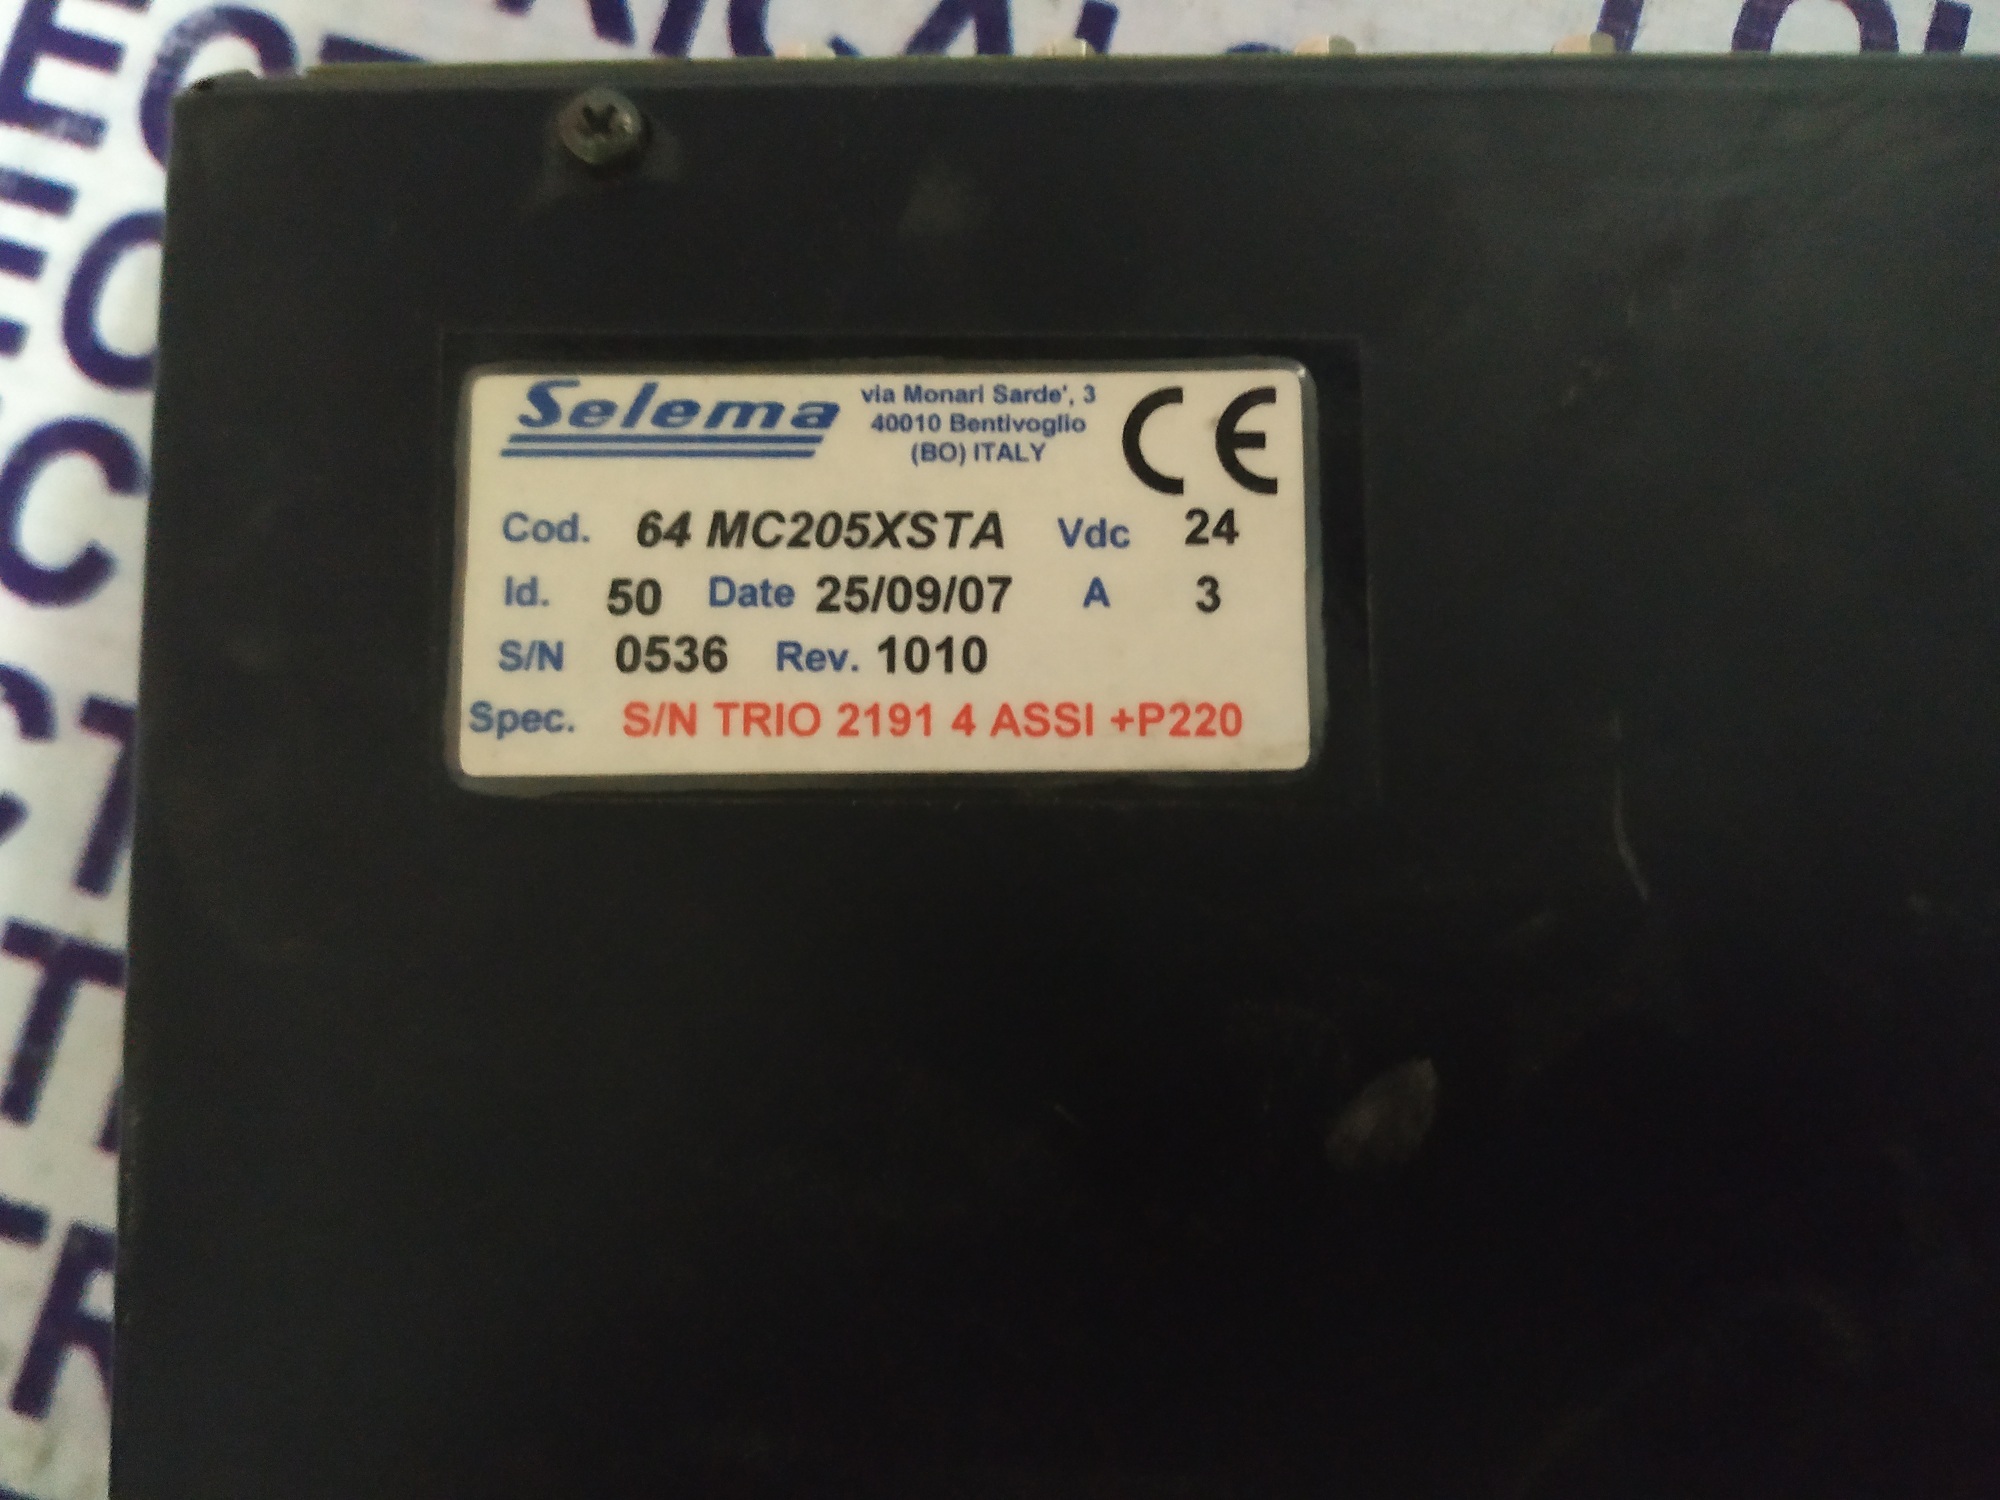 Selema
via Monari Sarde', 3
40010 Bentivoglio
(BO) ITALY
CE
Cod. 64 MC205XSTA Vdc 24
Id. 50 Date 25/09/07 A 3
S/N 0536 Rev. 1010
Spec. S/N TRIO 2191 4 ASSI +P220